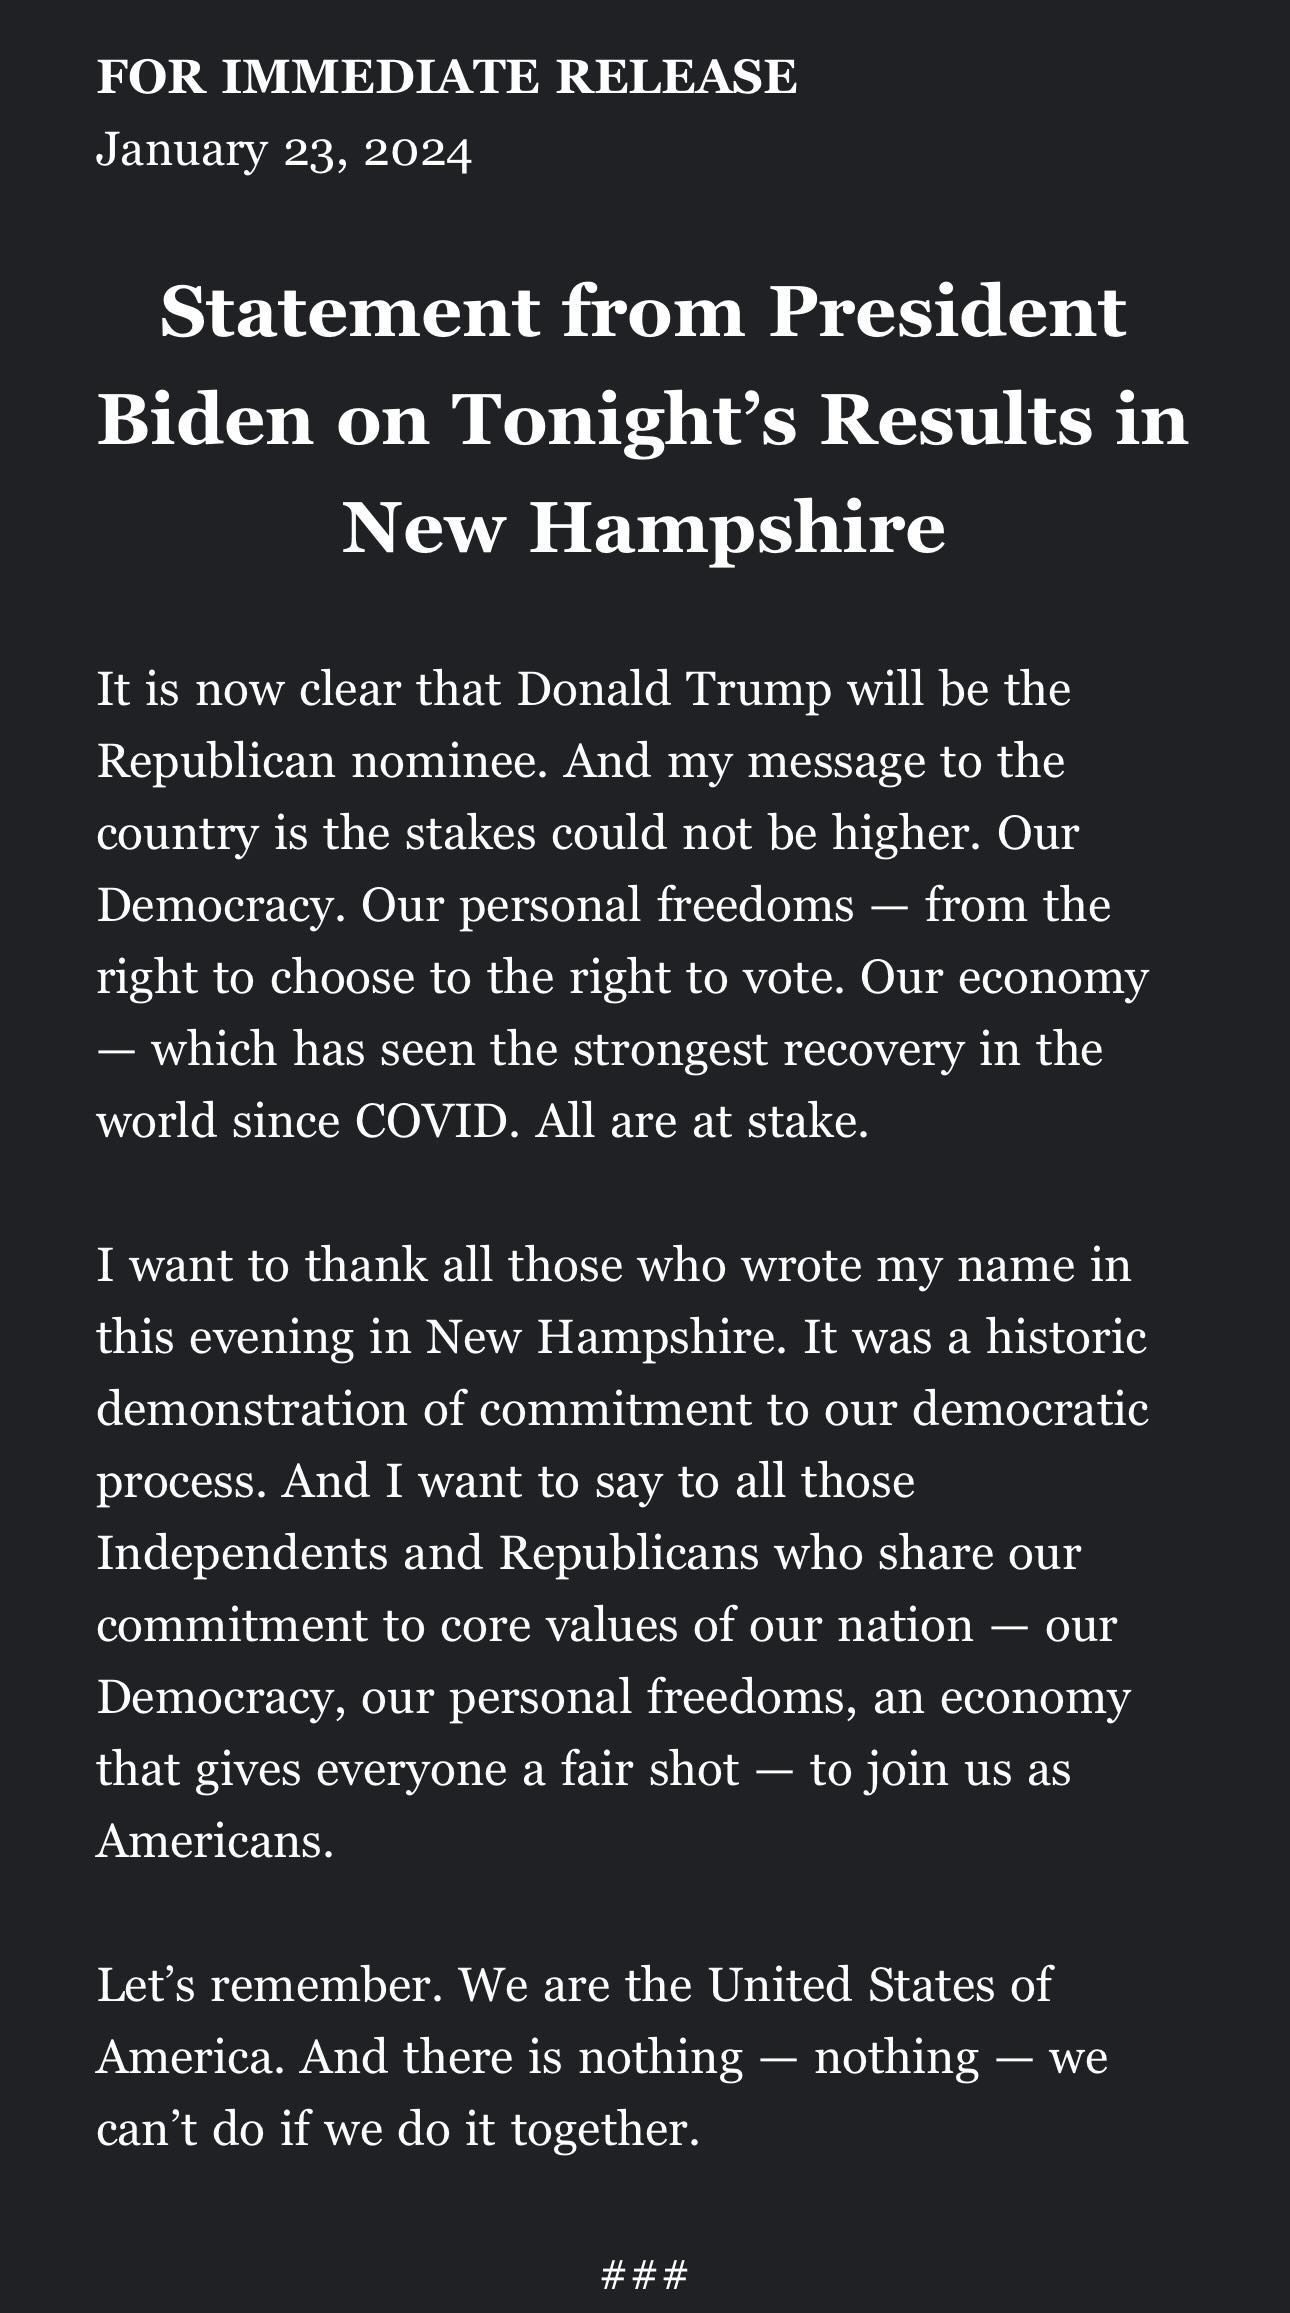 FOR IMMEDIATE RELEASE
January 23, 2024
Statement from President
Biden on Tonight’s Results in
New Hampshire
It is now clear that Donald Trump will be the
Republican nominee. And my message to the
country is the stakes could not be higher. Our
Democracy. Our personal freedoms — from the
right to choose to the right to vote. Our economy
— which has seen the strongest recovery in the
world since COVID. All are at stake.
I want to thank all those who wrote my name in
this evening in New Hampshire. It was a historic
demonstration of commitment to our democratic
process. And I want to say to all those
Independents and Republicans who share our
commitment to core values of our nation — our
Democracy, our personal freedoms, an economy
that gives everyone a fair shot — to join us as
Americans.
Let’s remember. We are the United States of
America. And there is nothing — nothing — we
can’t do if we do it together.
###